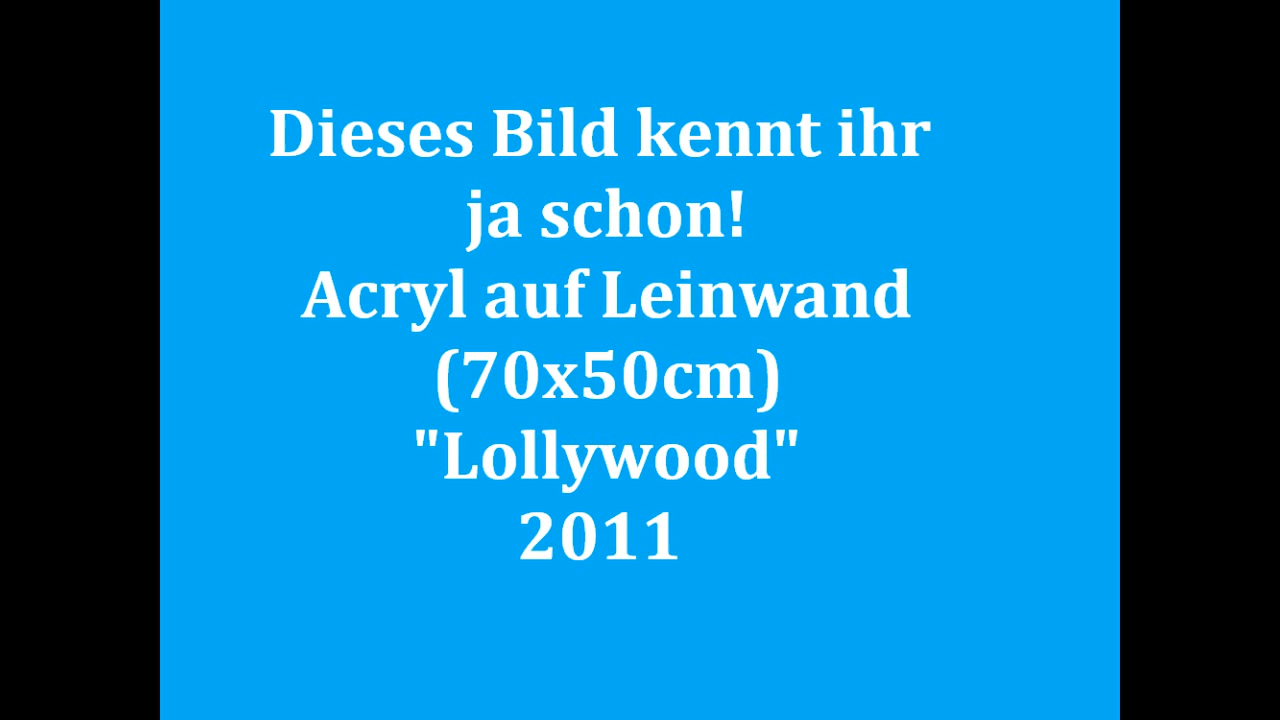 Dieses Bild kennt ihr
ja schon!
Acryl auf Leinwand
(70x50cm)
"Lollywood"
2011